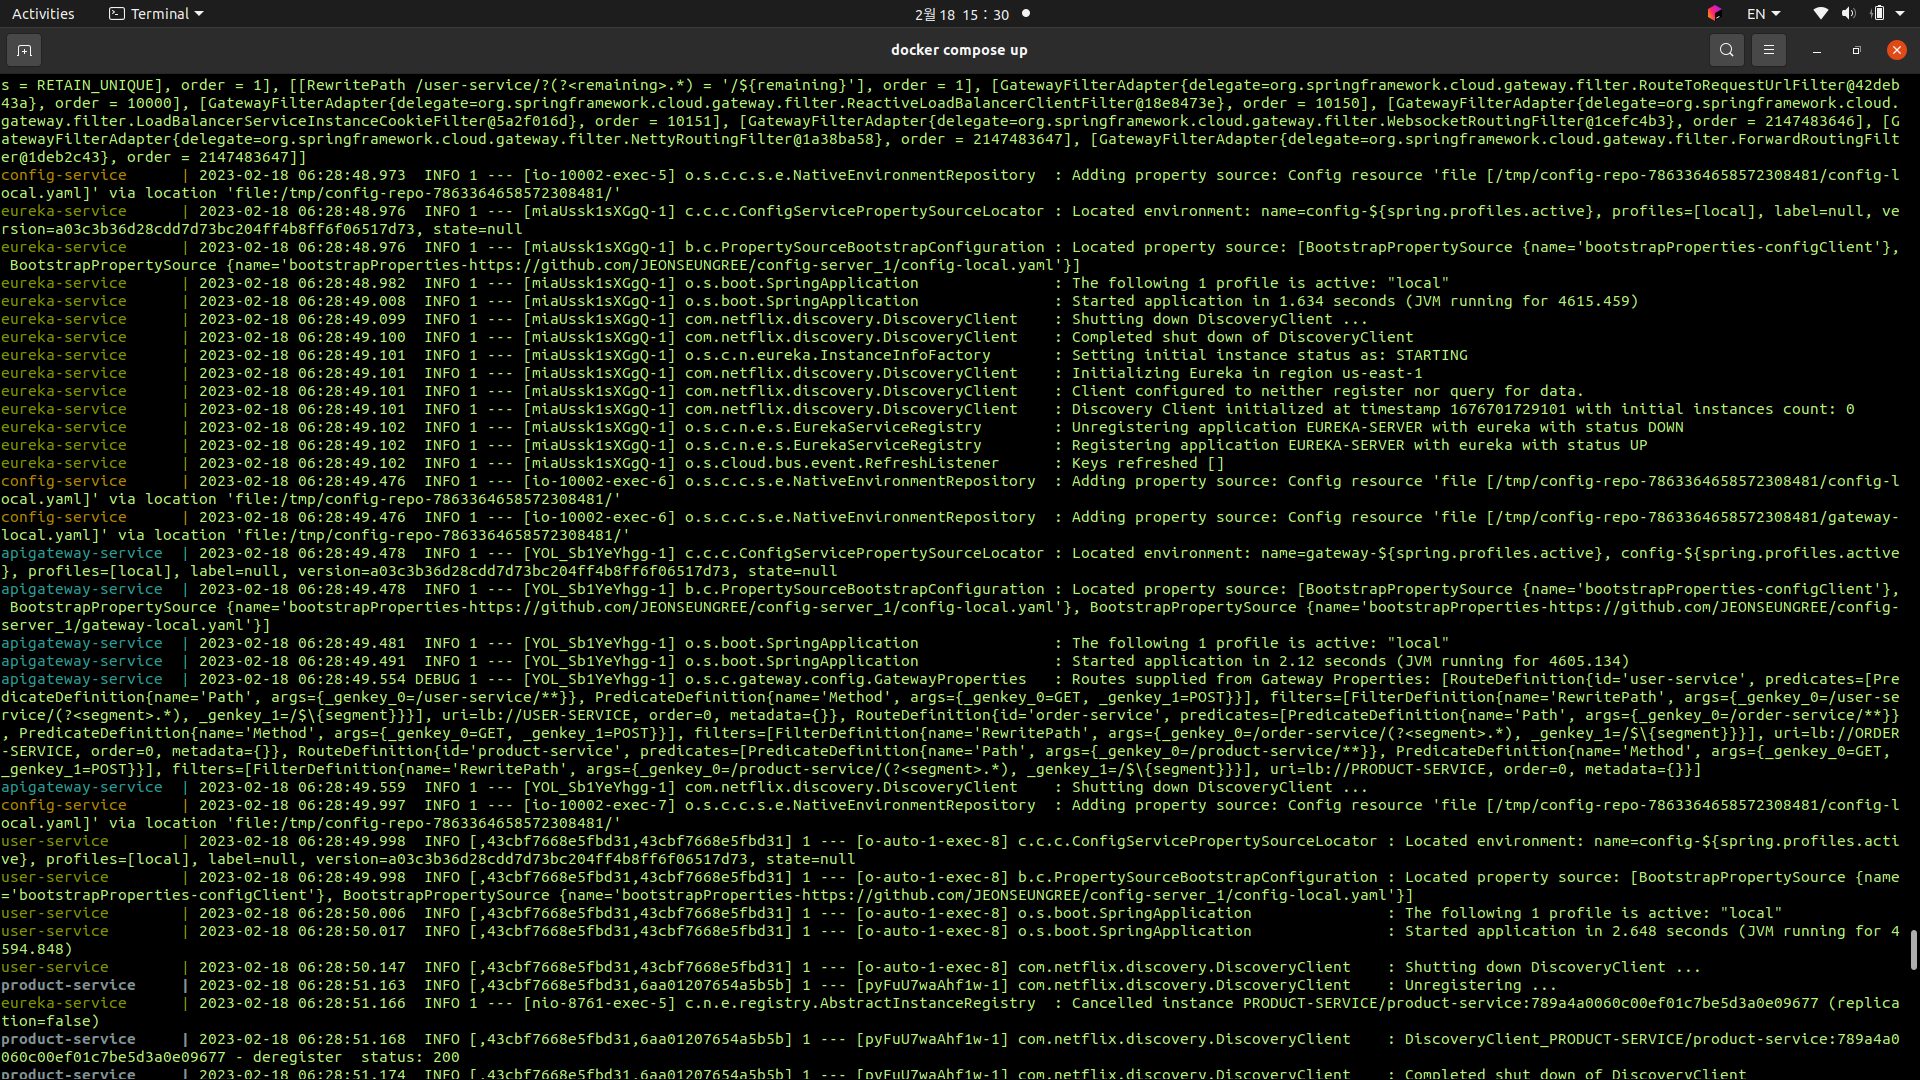 Activities
Terminal
2월 18 15 : 30
EN
docker compose up
s = RETAIN_UNIQUE], order = 1], [[RewritePath /user-service/?(?<remaining>.*) = '/${remaining}'], order = 1], [GatewayFilterAdapter{delegate=org.springframework.cloud.gateway.filter.RouteToRequestUrlFilter@42deb
43a}, order = 10000], [GatewayFilterAdapter{delegate=org.springframework.cloud.gateway.filter.ReactiveLoadBalancerClientFilter@18e8473e}, order = 10150], [GatewayFilterAdapter{delegate=org.springframework.cloud.
gateway.filter.LoadBalancerServiceInstanceCookieFilter@5a2f016d}, order = 10151], [GatewayFilterAdapter{delegate=org.springframework.cloud.gateway.filter.WebsocketRoutingFilter@1cefc4b3}, order = 2147483646], [G
atewayFilterAdapter{delegate=org.springframework.cloud.gateway.filter.NettyRoutingFilter@1a38ba58}, order = 2147483647], [GatewayFilterAdapter{delegate=org.springframework.cloud.gateway.filter.ForwardRoutingFilt
er@1deb2c43}, order = 2147483647]]
config-service      | 2023-02-18 06:28:48.973  INFO 1 --- [io-10002-exec-5] o.s.c.c.s.e.NativeEnvironmentRepository  : Adding property source: Config resource 'file [/tmp/config-repo-7863364658572308481/config-l
ocal.yaml]' via location 'file:/tmp/config-repo-7863364658572308481/'
eureka-service      | 2023-02-18 06:28:48.976  INFO 1 --- [miaUssk1sXGgQ-1] c.c.c.ConfigServicePropertySourceLocator : Located environment: name=config-${spring.profiles.active}, profiles=[local], label=null, ve
rsion=a03c3b36d28cdd7d73bc204ff4b8ff6f06517d73, state=null
eureka-service      | 2023-02-18 06:28:48.976  INFO 1 --- [miaUssk1sXGgQ-1] b.c.PropertySourceBootstrapConfiguration : Located property source: [BootstrapPropertySource {name='bootstrapProperties-configClient'},
 BootstrapPropertySource {name='bootstrapProperties-https://github.com/JEONSEUNGREE/config-server_1/config-local.yaml'}]
eureka-service      | 2023-02-18 06:28:48.982  INFO 1 --- [miaUssk1sXGgQ-1] o.s.boot.SpringApplication               : The following 1 profile is active: "local"
eureka-service      | 2023-02-18 06:28:49.008  INFO 1 --- [miaUssk1sXGgQ-1] o.s.boot.SpringApplication               : Started application in 1.634 seconds (JVM running for 4615.459)
eureka-service      | 2023-02-18 06:28:49.099  INFO 1 --- [miaUssk1sXGgQ-1] com.netflix.discovery.DiscoveryClient    : Shutting down DiscoveryClient ...
eureka-service      | 2023-02-18 06:28:49.100  INFO 1 --- [miaUssk1sXGgQ-1] com.netflix.discovery.DiscoveryClient    : Completed shut down of DiscoveryClient
eureka-service      | 2023-02-18 06:28:49.101  INFO 1 --- [miaUssk1sXGgQ-1] o.s.c.n.eureka.InstanceInfoFactory       : Setting initial instance status as: STARTING
eureka-service      | 2023-02-18 06:28:49.101  INFO 1 --- [miaUssk1sXGgQ-1] com.netflix.discovery.DiscoveryClient    : Initializing Eureka in region us-east-1
eureka-service      | 2023-02-18 06:28:49.101  INFO 1 --- [miaUssk1sXGgQ-1] com.netflix.discovery.DiscoveryClient    : Client configured to neither register nor query for data.
eureka-service      | 2023-02-18 06:28:49.101  INFO 1 --- [miaUssk1sXGgQ-1] com.netflix.discovery.DiscoveryClient    : Discovery Client initialized at timestamp 1676701729101 with initial instances count: 0
eureka-service      | 2023-02-18 06:28:49.102  INFO 1 --- [miaUssk1sXGgQ-1] o.s.c.n.e.s.EurekaServiceRegistry        : Unregistering application EUREKA-SERVER with eureka with status DOWN
eureka-service      | 2023-02-18 06:28:49.102  INFO 1 --- [miaUssk1sXGgQ-1] o.s.c.n.e.s.EurekaServiceRegistry        : Registering application EUREKA-SERVER with eureka with status UP
eureka-service      | 2023-02-18 06:28:49.102  INFO 1 --- [miaUssk1sXGgQ-1] o.s.cloud.bus.event.RefreshListener      : Keys refreshed []
config-service      | 2023-02-18 06:28:49.476  INFO 1 --- [io-10002-exec-6] o.s.c.c.s.e.NativeEnvironmentRepository  : Adding property source: Config resource 'file [/tmp/config-repo-7863364658572308481/config-l
ocal.yaml]' via location 'file:/tmp/config-repo-7863364658572308481/'
config-service      | 2023-02-18 06:28:49.476  INFO 1 --- [io-10002-exec-6] o.s.c.c.s.e.NativeEnvironmentRepository  : Adding property source: Config resource 'file [/tmp/config-repo-7863364658572308481/gateway-
local.yaml]' via location 'file:/tmp/config-repo-7863364658572308481/'
apigateway-service  | 2023-02-18 06:28:49.478  INFO 1 --- [YOL_Sb1YeYhgg-1] c.c.c.ConfigServicePropertySourceLocator : Located environment: name=gateway-${spring.profiles.active}, config-${spring.profiles.active
}, profiles=[local], label=null, version=a03c3b36d28cdd7d73bc204ff4b8ff6f06517d73, state=null
apigateway-service  | 2023-02-18 06:28:49.478  INFO 1 --- [YOL_Sb1YeYhgg-1] b.c.PropertySourceBootstrapConfiguration : Located property source: [BootstrapPropertySource {name='bootstrapProperties-configClient'},
 BootstrapPropertySource {name='bootstrapProperties-https://github.com/JEONSEUNGREE/config-server_1/config-local.yaml'}, BootstrapPropertySource {name='bootstrapProperties-https://github.com/JEONSEUNGREE/config-
server_1/gateway-local.yaml'}]
apigateway-service  | 2023-02-18 06:28:49.481  INFO 1 --- [YOL_Sb1YeYhgg-1] o.s.boot.SpringApplication               : The following 1 profile is active: "local"
apigateway-service  | 2023-02-18 06:28:49.491  INFO 1 --- [YOL_Sb1YeYhgg-1] o.s.boot.SpringApplication               : Started application in 2.12 seconds (JVM running for 4605.134)
apigateway-service  | 2023-02-18 06:28:49.554 DEBUG 1 --- [YOL_Sb1YeYhgg-1] o.s.c.gateway.config.GatewayProperties   : Routes supplied from Gateway Properties: [RouteDefinition{id='user-service', predicates=[Pre
dicateDefinition{name='Path', args={_genkey_0=/user-service/**}}, PredicateDefinition{name='Method', args={_genkey_0=GET, _genkey_1=POST}}], filters=[FilterDefinition{name='RewritePath', args={_genkey_0=/user-se
rvice/(?<segment>.*), _genkey_1=/$\{segment}}}], uri=lb://USER-SERVICE, order=0, metadata={}}, RouteDefinition{id='order-service', predicates=[PredicateDefinition{name='Path', args={_genkey_0=/order-service/**}}
, PredicateDefinition{name='Method', args={_genkey_0=GET, _genkey_1=POST}}], filters=[FilterDefinition{name='RewritePath', args={_genkey_0=/order-service/(?<segment>.*), _genkey_1=/$\{segment}}}], uri=lb://ORDER
-SERVICE, order=0, metadata={}}, RouteDefinition{id='product-service', predicates=[PredicateDefinition{name='Path', args={_genkey_0=/product-service/**}}, PredicateDefinition{name='Method', args={_genkey_0=GET,
_genkey_1=POST}}], filters=[FilterDefinition{name='RewritePath', args={_genkey_0=/product-service/(?<segment>.*), _genkey_1=/$\{segment}}}], uri=lb://PRODUCT-SERVICE, order=0, metadata={}}]
apigateway-service  | 2023-02-18 06:28:49.559  INFO 1 --- [YOL_Sb1YeYhgg-1] com.netflix.discovery.DiscoveryClient    : Shutting down DiscoveryClient ...
config-service      | 2023-02-18 06:28:49.997  INFO 1 --- [io-10002-exec-7] o.s.c.c.s.e.NativeEnvironmentRepository  : Adding property source: Config resource 'file [/tmp/config-repo-7863364658572308481/config-l
ocal.yaml]' via location 'file:/tmp/config-repo-7863364658572308481/'
user-service        | 2023-02-18 06:28:49.998  INFO [,43cbf7668e5fbd31,43cbf7668e5fbd31] 1 --- [o-auto-1-exec-8] c.c.c.ConfigServicePropertySourceLocator : Located environment: name=config-${spring.profiles.acti
ve}, profiles=[local], label=null, version=a03c3b36d28cdd7d73bc204ff4b8ff6f06517d73, state=null
user-service        | 2023-02-18 06:28:49.998  INFO [,43cbf7668e5fbd31,43cbf7668e5fbd31] 1 --- [o-auto-1-exec-8] b.c.PropertySourceBootstrapConfiguration : Located property source: [BootstrapPropertySource {name
='bootstrapProperties-configClient'}, BootstrapPropertySource {name='bootstrapProperties-https://github.com/JEONSEUNGREE/config-server_1/config-local.yaml'}]
user-service        | 2023-02-18 06:28:50.006  INFO [,43cbf7668e5fbd31,43cbf7668e5fbd31] 1 --- [o-auto-1-exec-8] o.s.boot.SpringApplication               : The following 1 profile is active: "local"
user-service        | 2023-02-18 06:28:50.017  INFO [,43cbf7668e5fbd31,43cbf7668e5fbd31] 1 --- [o-auto-1-exec-8] o.s.boot.SpringApplication               : Started application in 2.648 seconds (JVM running for 4
594.848)
user-service        | 2023-02-18 06:28:50.147  INFO [,43cbf7668e5fbd31,43cbf7668e5fbd31] 1 --- [o-auto-1-exec-8] com.netflix.discovery.DiscoveryClient    : Shutting down DiscoveryClient ...
product-service     | 2023-02-18 06:28:51.163  INFO [,43cbf7668e5fbd31,6aa01207654a5b5b] 1 --- [pyFuU7waAhf1w-1] com.netflix.discovery.DiscoveryClient    : Unregistering ...
eureka-service      | 2023-02-18 06:28:51.166  INFO 1 --- [nio-8761-exec-5] c.n.e.registry.AbstractInstanceRegistry  : Cancelled instance PRODUCT-SERVICE/product-service:789a4a0060c00ef01c7be5d3a0e09677 (replica
tion=false)
product-service     | 2023-02-18 06:28:51.168  INFO [,43cbf7668e5fbd31,6aa01207654a5b5b] 1 --- [pyFuU7waAhf1w-1] com.netflix.discovery.DiscoveryClient    : DiscoveryClient_PRODUCT-SERVICE/product-service:789a4a0
060c00ef01c7be5d3a0e09677 - deregister  status: 200
product-service     | 2023-02-18 06:28:51.174  INFO [,43cbf7668e5fbd31,6aa01207654a5b5b] 1 --- [pyFuU7waAhf1w-1] com.netflix.discovery.DiscoveryClient    : Completed shut down of DiscoveryClient